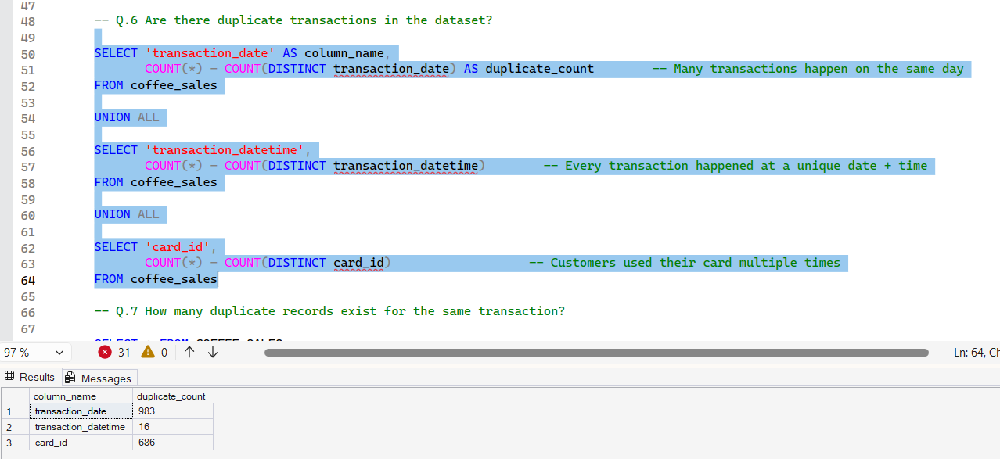 47
48 -- Q.6 Are there duplicate transactions in the dataset?
49
50 SELECT 'transaction_date' AS column_name,
51 COUNT(*) - COUNT(DISTINCT transaction_date) AS duplicate_count -- Many transactions happen on the same day
52 FROM coffee_sales
53
54 UNION ALL
55
56 SELECT 'transaction_datetime',
57 COUNT(*) - COUNT(DISTINCT transaction_datetime) -- Every transaction happened at a unique date + time
58 FROM coffee_sales
59
60 UNION ALL
61
62 SELECT 'card_id',
63 COUNT(*) - COUNT(DISTINCT card_id) -- Customers used their card multiple times
64 FROM coffee_sales
65
66 -- Q.7 How many duplicate records exist for the same transaction?
67
97 % 31 0 Ln: 64, Ch
Results Messages
column_name duplicate_count
1 transaction_date 983
2 transaction_datetime 16
3 card_id 686